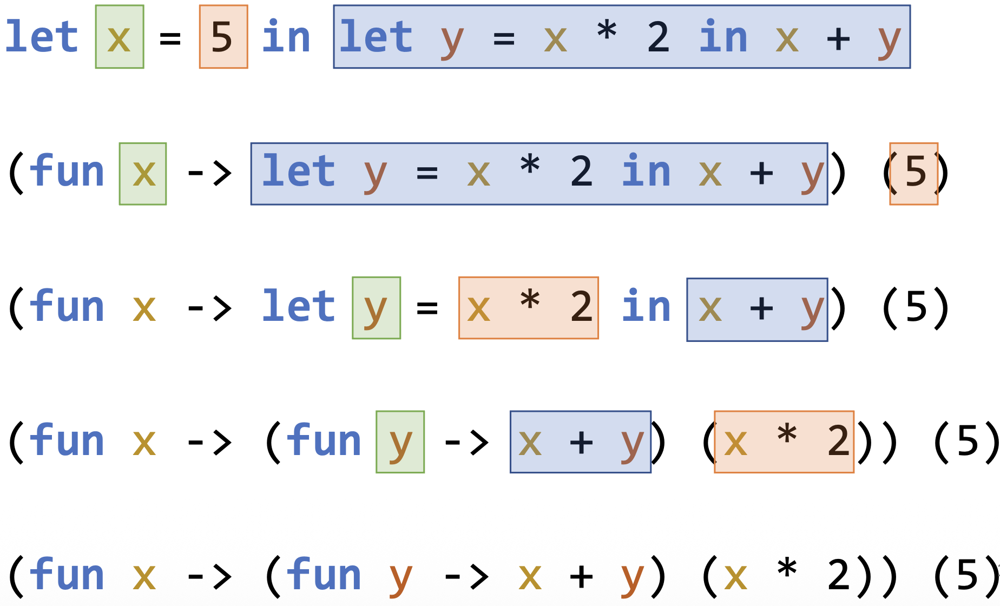 let x = 5 in let y = x * 2 in x + y
(fun x -> let y = x * 2 in x + y) (5)
(fun x -> let y = x * 2 in x + y) (5)
(fun x -> (fun y -> x + y) (x * 2)) (5)
(fun x -> (fun y -> x + y) (x * 2)) (5)